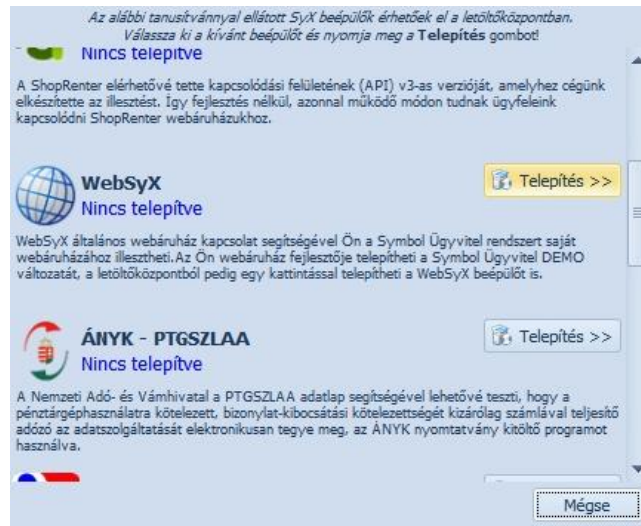 Az alábbi tanusítvánnyal ellátott SyX beépülők érhetőek el a letöltőközpontban.
Válassza ki a kívánt beépülőt és nyomja meg a Telepítés gombot!
Nincs telepítve
A ShopRenter elérhetővé tette kapcsolódási felületének (API) v3-as verzióját, amelyhez cégünk
elkészítette az illesztést. Így fejlesztés nélkül, azonnal működő módon tudnak ügyfeleink
kapcsolódni ShopRenter webáruházukhoz.
WebSyX
Telepítés >>
Nincs telepítve
WebSyX általános webáruház kapcsolat segítségével Ön a Symbol Ügyvitel rendszert saját
webáruházához illesztheti.Az Ön webáruház fejlesztője telepítheti a Symbol Ügyvitel DEMO
változatát, a letöltőközpontból pedig egy kattintással telepítheti a WebSyX beépülőt is.
ÁNYK - PTGSZLAA
Telepítés >>
Nincs telepítve
A Nemzeti Adó- és Vámhivatal a PTGSZLAA adatlap segítségével lehetővé teszti, hogy a
pénztárgéphasználatra kötelezett, bizonylat-kibocsátási kötelezettségét kizárólag számlával teljesítő
adózó az adatszolgáltatását elektronikusan tegye meg, az ÁNYK nyomtatvány kitöltő programot
használva.
Mégse